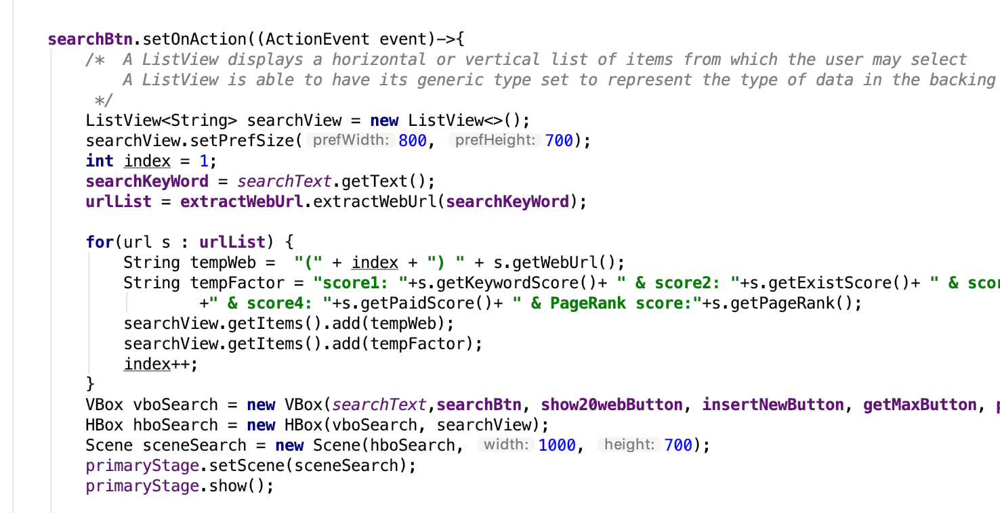 searchBtn.setOnAction((ActionEvent event)->{
/*  A ListView displays a horizontal or vertical list of items from which the user may select
A ListView is able to have its generic type set to represent the type of data in the backing
*/
ListView<String> searchView = new ListView<>();
searchView.setPrefSize( prefWidth: 800, prefHeight: 700);
int index = 1;
searchKeyWord = searchText.getText();
urlList = extractWebUrl.extractWebUrl(searchKeyWord);
for(url s : urlList) {
String tempWeb =  "(" + index + ") " + s.getWebUrl();
String tempFactor = "score1: "+s.getKeywordScore()+ " & score2: "+s.getExistScore()+ " &
+" & score4: "+s.getPaidScore()+ " & PageRank score:"+s.getPageRank();
searchView.getItems().add(tempWeb);
searchView.getItems().add(tempFactor);
index++;
}
VBox vboSearch = new VBox(searchText,searchBtn, show20webButton, insertNewButton, getMaxButton,
HBox hboSearch = new HBox(vboSearch, searchView);
Scene sceneSearch = new Scene(hboSearch, width: 1000, height: 700);
primaryStage.setScene(sceneSearch);
primaryStage.show();